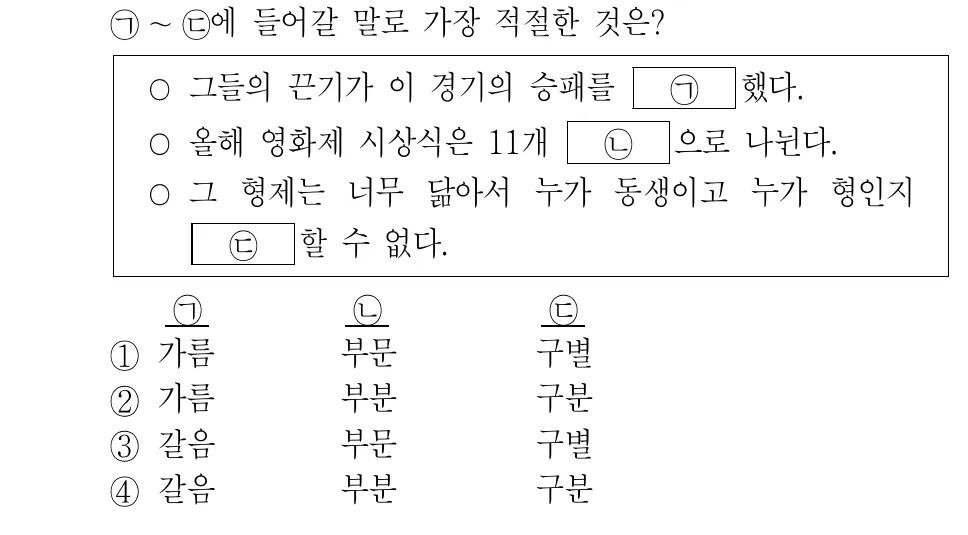 ㉠ ~ ㉢에 들어갈 말로 가장 적절한 것은?
○ 그들의 끈기가 이 경기의 승패를 ㉠ 했다.
○ 올해 영화제 시상식은 11개 ㉡ 으로 나뉜다.
○ 그 형제는 너무 닮아서 누가 동생이고 누가 형인지
㉢ 할 수 없다.
㉠ ㉡ ㉢
① 가름 부문 구별
② 가름 부분 구분
③ 갈음 부문 구별
④ 갈음 부분 구분